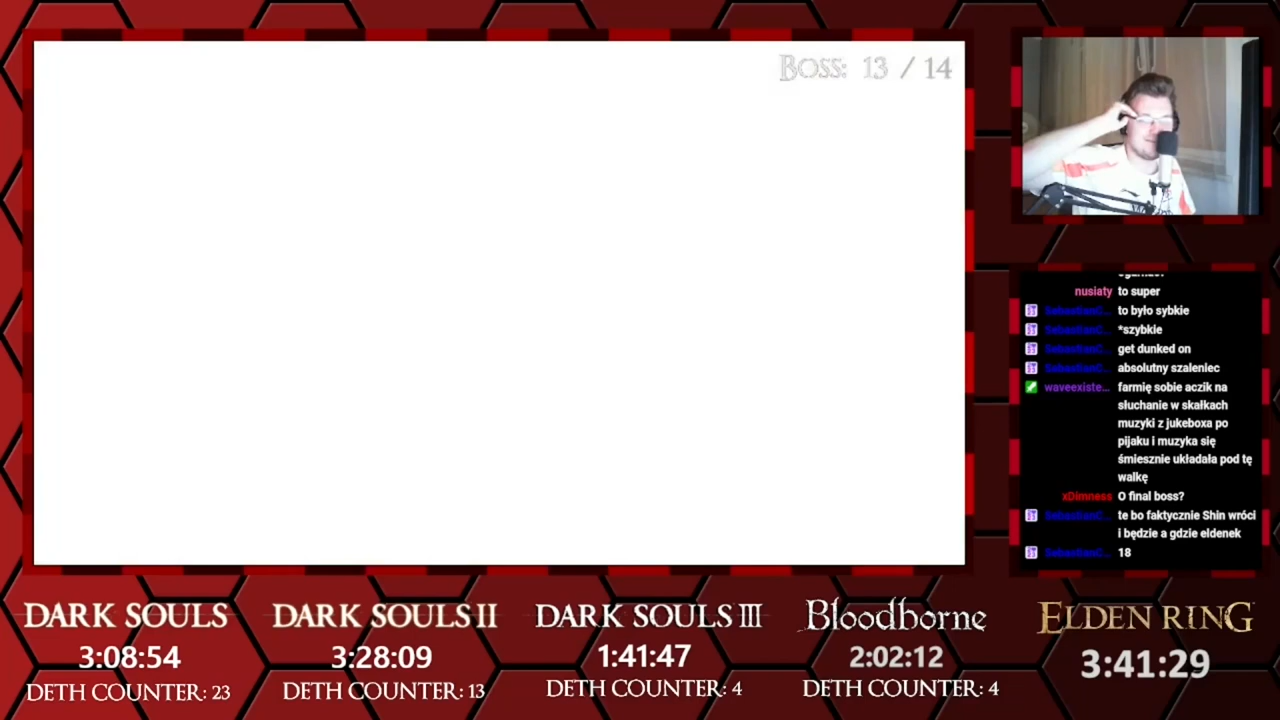 Boss: 13 / 14
nusiaty to super
to było sybkie
*szybkie
get dunked on
absolutny szaleniec
waveexiste... farmię sobie aczik na
słuchanie w skałkach
muzyki z jukeboxa po
pijaku i muzyka się
śmiesznie układała pod tę
walkę
xDimness O final boss?
SebastianC... te bo faktycznie Shin wróci
i będzie a gdzie eldenek
SebastianC... 18
DARK SOULS
3:08:54
DETH COUNTER: 23
DARK SOULS II
3:28:09
DETH COUNTER: 13
DARK SOULS III
1:41:47
DETH COUNTER: 4
Bloodborne
2:02:12
DETH COUNTER: 4
ELDEN RING
3:41:29